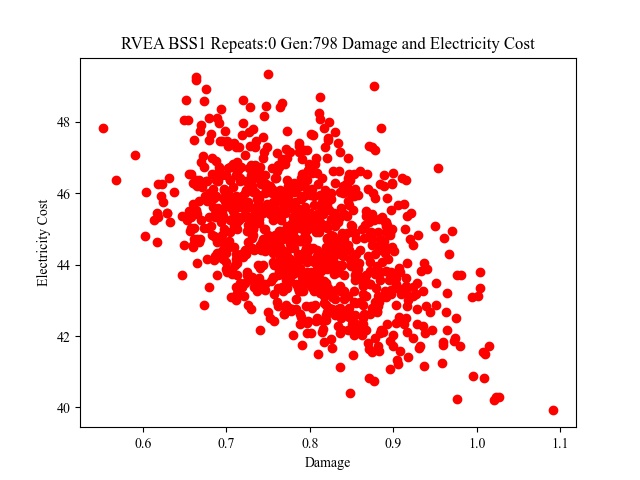 RVEA BSS1 Repeats:0 Gen:798 Damage and Electricity Cost
Electricity Cost
48
46
44
42
40
0.6 0.7 0.8 0.9 1.0 1.1
Damage